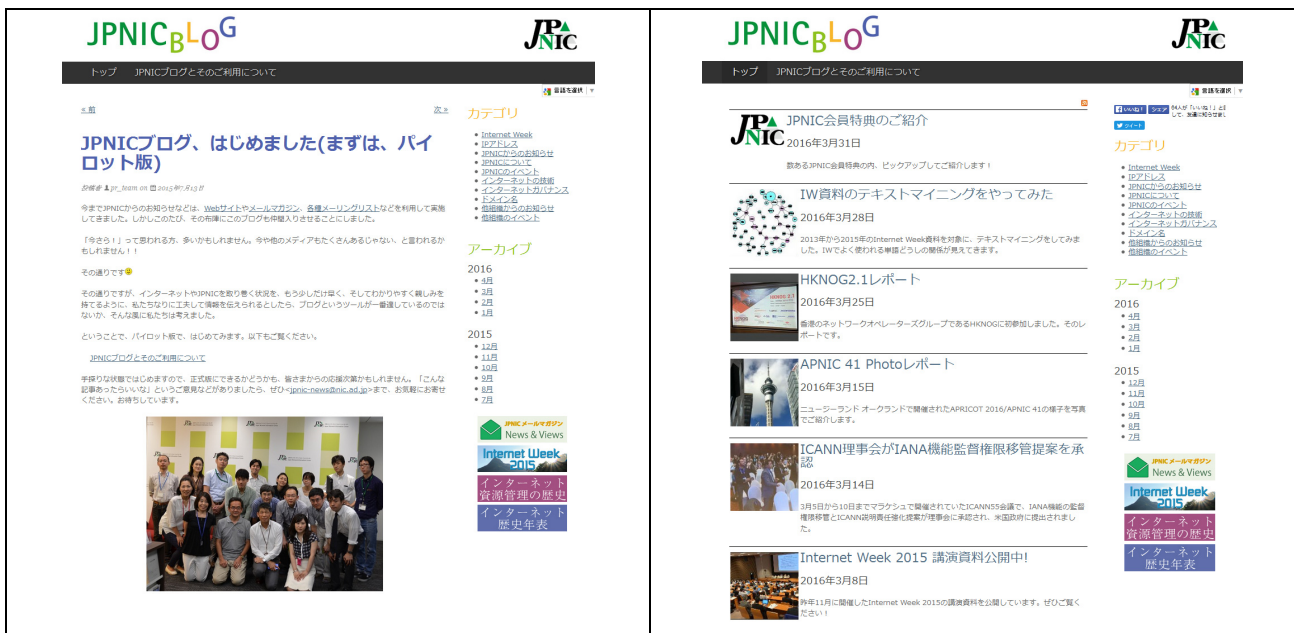 JPNICBLOG
JPNIC
トップ JPNICブログとそのご利用について
言語を選択 ▼
« 前 次 »
JPNICブログ、はじめました(まずは、パイ
ロット版)
投稿者 pr_team on 2015年7月13日
今までJPNICからのお知らせなどは、Webサイトやメールマガジン、各種メーリングリストなどを利用して実施
してきました。しかしこのたび、その布陣にこのブログも仲間入りさせることにしました。
「今さら！」って思われる方、多いかもしれません。今や他のメディアもたくさんあるじゃない、と言われるか
もしれません！！
その通りです
その通りですが、インターネットやJPNICを取り巻く状況を、もう少しだけ早く、そしてわかりやすく親しみを
持てるように、私たちなりに工夫して情報を伝えられるとしたら、ブログというツールが一番適しているのでは
ないか、そんな風に私たちは考えました。
ということで、パイロット版で、はじめてみます。以下もご覧ください。
JPNICブログとそのご利用について
手探りな状態ではじめますので、正式版にできるかどうかも、皆さまからの応援次第かもしれません。「こんな
記事あったらいいな」というご意見などがありましたら、ぜひ<jpnic-news@nic.ad.jp>まで、お気軽にお寄せ
ください。お待ちしています。
カテゴリ
Internet Week
IPアドレス
JPNICからのお知らせ
JPNICについて
JPNICのイベント
インターネットの技術
インターネットガバナンス
ドメイン名
他組織からのお知らせ
他組織のイベント
アーカイブ
2016
4月
3月
2月
1月
2015
12月
11月
10月
9月
8月
7月
JPNIC メールマガジン
News & Views
Internet Week
2015
インターネット
資源管理の歴史
インターネット
歴史年表
JPNICBLOG
JPNIC
トップ JPNICブログとそのご利用について
言語を選択 ▼
JPNIC
JPNIC会員特典のご紹介
2016年3月31日
数あるJPNIC会員特典の内、ピックアップしてご紹介します！
IW資料のテキストマイニングをやってみた
2016年3月28日
2013年から2015年のInternet Week資料を対象に、テキストマイニングをしてみま
した。IWでよく使われる単語どうしの関係が見えてきます。
HKNOG2.1レポート
2016年3月25日
香港のネットワークオペレーターズグループであるHKNOGに初参加しました。そのレ
ポートです。
APNIC 41 Photoレポート
2016年3月15日
ニュージーランド オークランドで開催されたAPRICOT 2016/APNIC 41の様子を写真
でご紹介します。
ICANN理事会がIANA機能監督権限移管提案を承
認
2016年3月14日
3月5日から10日までマラケシュで開催されていたICANN55会議で、IANA機能の監督
権限移管とICANN説明責任強化提案が理事会に承認され、米国政府に提出されまし
た。
Internet Week 2015 講演資料公開中!
2016年3月8日
昨年11月に開催したInternet Week 2015の講演資料を公開しています。ぜひご覧く
ださい！
いいね！ シェア 64人が「いいね！」と
して、友達に知らせまし
ツイート
カテゴリ
Internet Week
IPアドレス
JPNICからのお知らせ
JPNICについて
JPNICのイベント
インターネットの技術
インターネットガバナンス
ドメイン名
他組織からのお知らせ
他組織のイベント
アーカイブ
2016
4月
3月
2月
1月
2015
12月
11月
10月
9月
8月
7月
JPNIC メールマガジン
News & Views
Internet Week
2015
インターネット
資源管理の歴史
インターネット
歴史年表